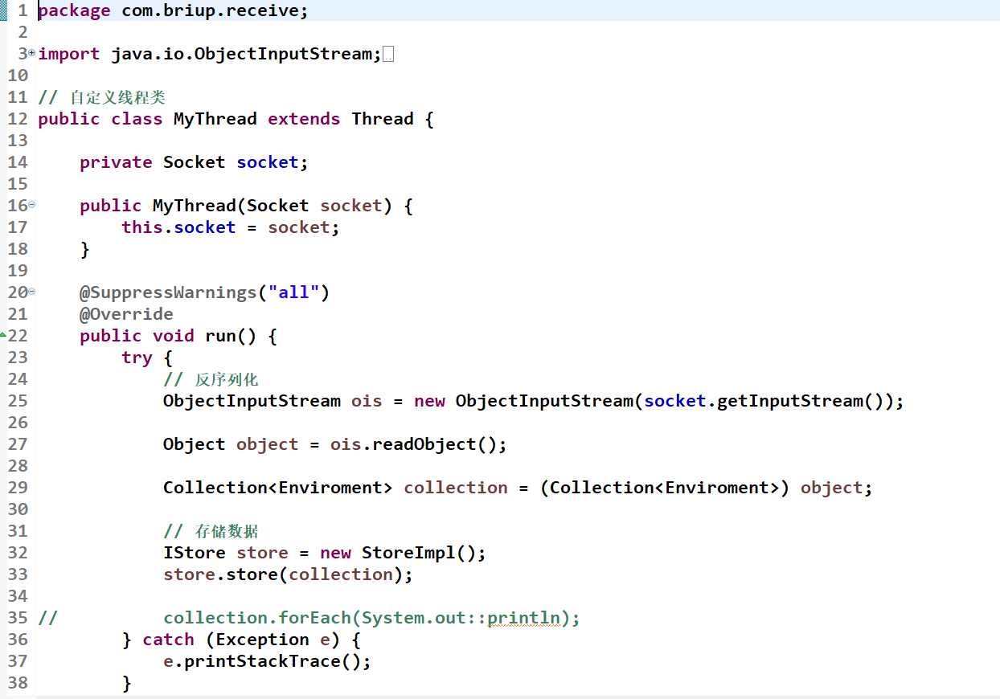 1 package com.briup.receive;
2
3 import java.io.ObjectInputStream;
10
11 // 自定义线程类
12 public class MyThread extends Thread {
13
14     private Socket socket;
15
16     public MyThread(Socket socket) {
17         this.socket = socket;
18     }
19
20     @SuppressWarnings("all")
21     @Override
22     public void run() {
23         try {
24             // 反序列化
25             ObjectInputStream ois = new ObjectInputStream(socket.getInputStream());
26
27             Object object = ois.readObject();
28
29             Collection<Enviroment> collection = (Collection<Enviroment>) object;
30
31             // 存储数据
32             IStore store = new StoreImpl();
33             store.store(collection);
34
35 //          collection.forEach(System.out::println);
36         } catch (Exception e) {
37             e.printStackTrace();
38         }